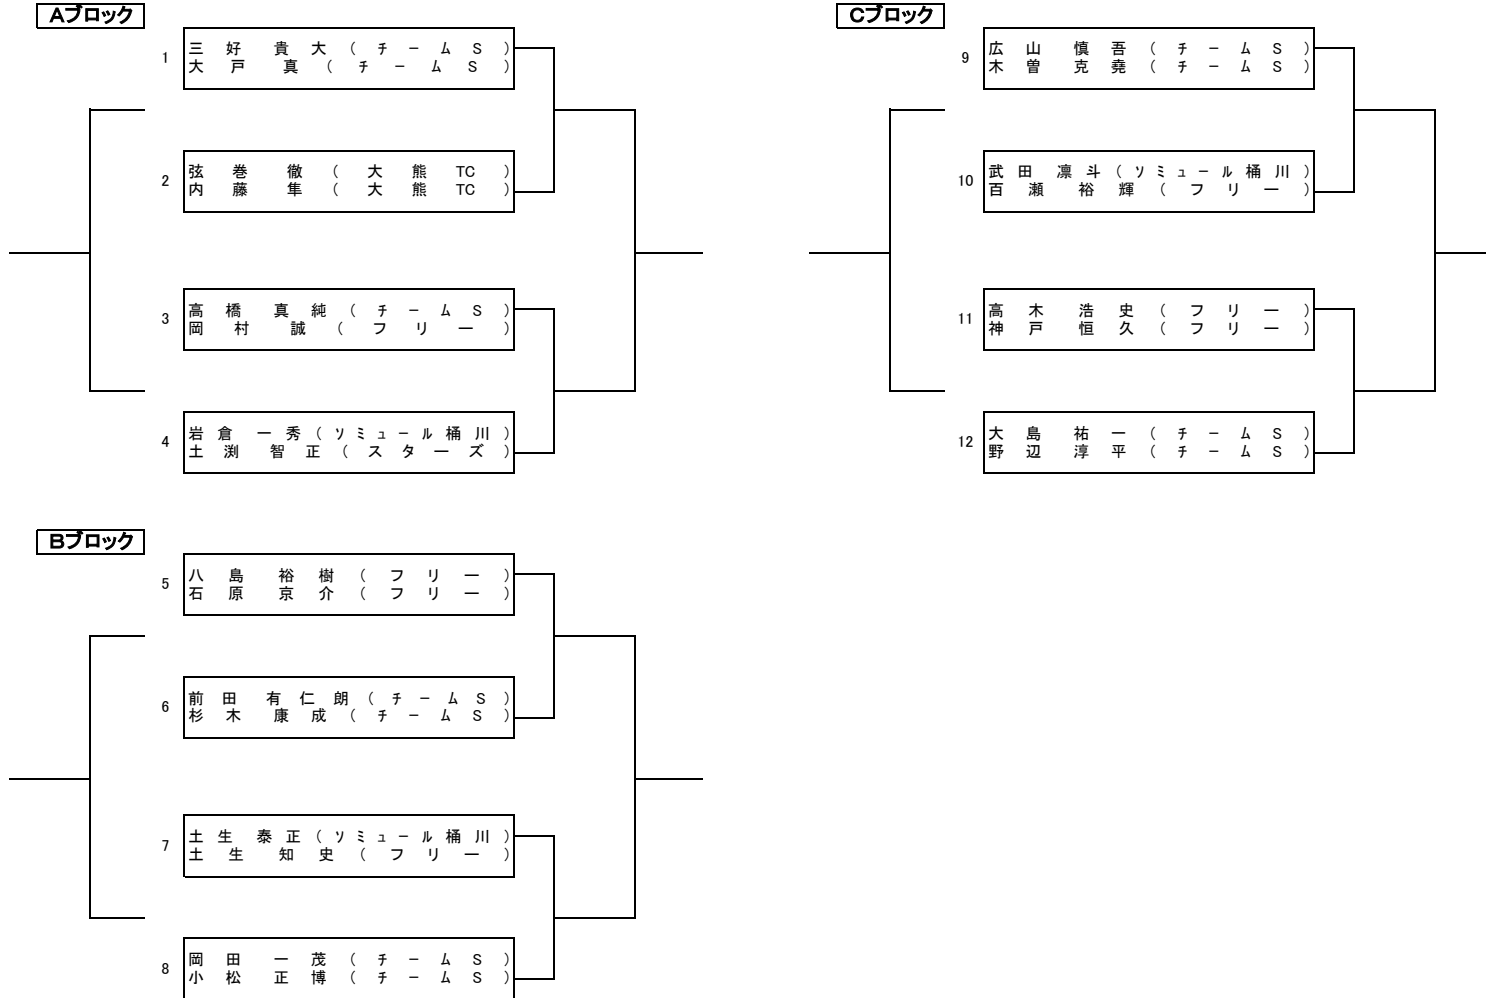 Aブロック
1
三好 貴大(チームS)
大戸 真(チームS)
2
弦巻 徹(大熊TC)
内藤 隼(大熊TC)
3
高橋 真純(チームS)
岡村 誠(フリー)
4
岩倉 一秀(ソミュール桶川)
土渕 智正(スターズ)
Bブロック
5
八島 裕樹(フリー)
石原 京介(フリー)
6
前田 有仁朗(チームS)
杉木 康成(チームS)
7
土生 泰正(ソミュール桶川)
土生 知史(フリー)
8
岡田 一茂(チームS)
小松 正博(チームS)
Cブロック
9
広山 慎吾(チームS)
木曽 克堯(チームS)
10
武田 凛斗(ソミュール桶川)
百瀬 裕輝(フリー)
11
高木 浩史(フリー)
神戸 恒久(フリー)
12
大島 祐一(チームS)
野辺 淳平(チームS)